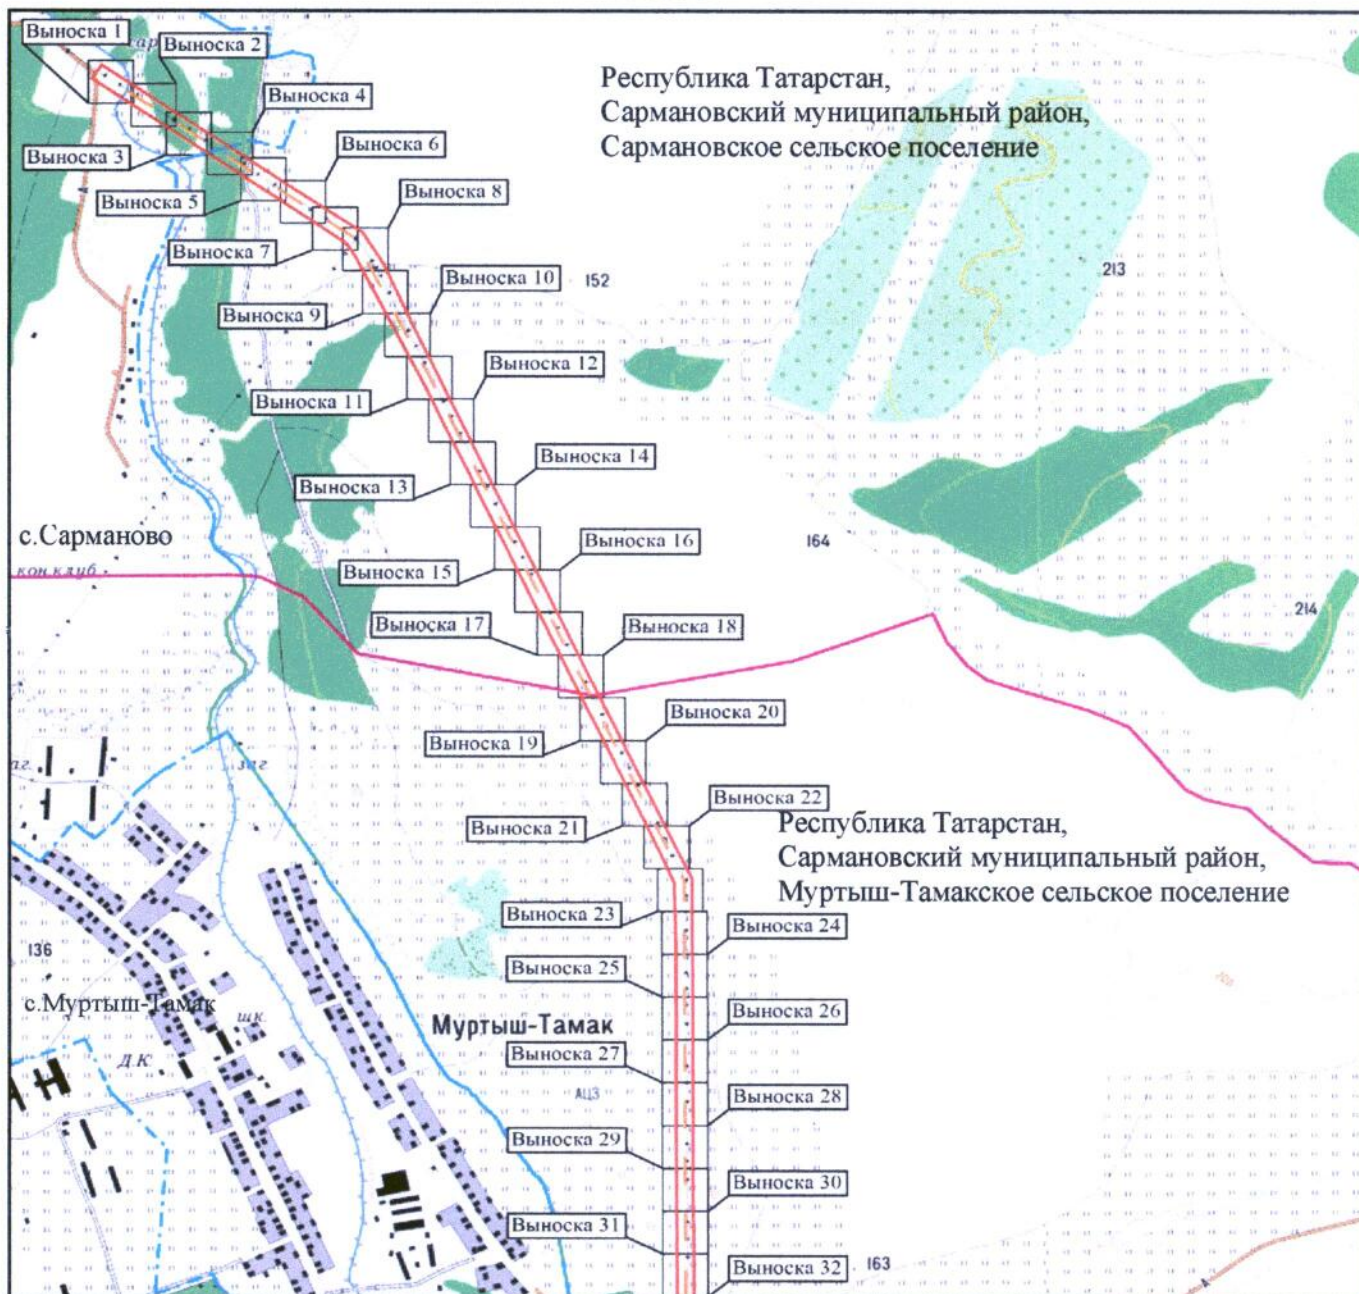 Выноска 1
сар
Выноска 2
Выноска 4
Выноска 3
Выноска 6
Выноска 5
Выноска 8
Выноска 7
Республика Татарстан,
Сармановский муниципальный район,
Сармановское сельское поселение
213
152
Выноска 10
Выноска 9
Выноска 12
Выноска 11
Выноска 14
Выноска 13
с.Сарманово
кон клуб
164
Выноска 16
Выноска 15
214
Выноска 17
Выноска 18
Выноска 20
Выноска 19
заг
Выноска 22
Выноска 21
Республика Татарстан,
Сармановский муниципальный район,
Муртыш-Тамакское сельское поселение
Выноска 23
Выноска 24
136
Выноска 25
с.Муртыш-Тамак
шк.
Муртыш-Тамак
Выноска 26
Д.К.
Выноска 27
АЦЗ
Выноска 28
Выноска 29
Выноска 30
Выноска 31
Выноска 32
163